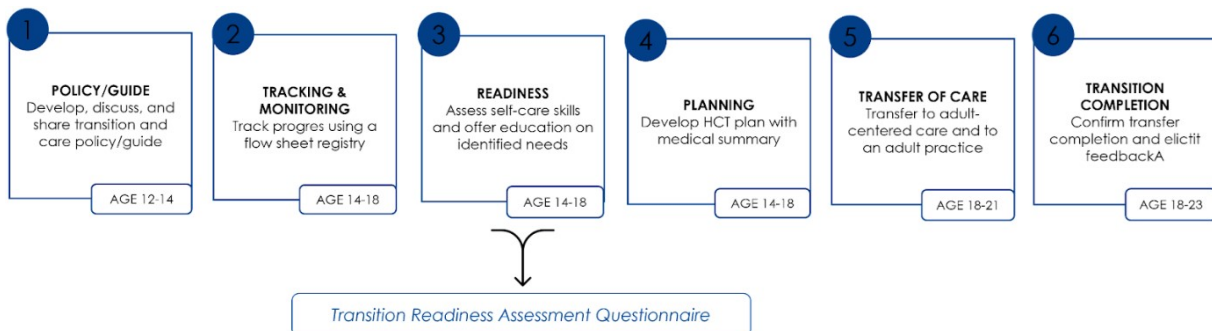 1
POLICY/GUIDE
Develop, discuss, and
share transition and
care policy/guide
AGE 12-14
2
TRACKING &
MONITORING
Track progres using a
flow sheet registry
AGE 14-18
3
READINESS
Assess self-care skills
and offer education on
identified needs
AGE 14-18
4
PLANNING
Develop HCT plan with
medical summary
AGE 14-18
5
TRANSFER OF CARE
Transfer to adult-
centered care and to
an adult practice
AGE 18-21
6
TRANSITION
COMPLETION
Confirm transfer
completion and elictit
feedbackA
AGE 18-23
Transition Readiness Assessment Questionnaire